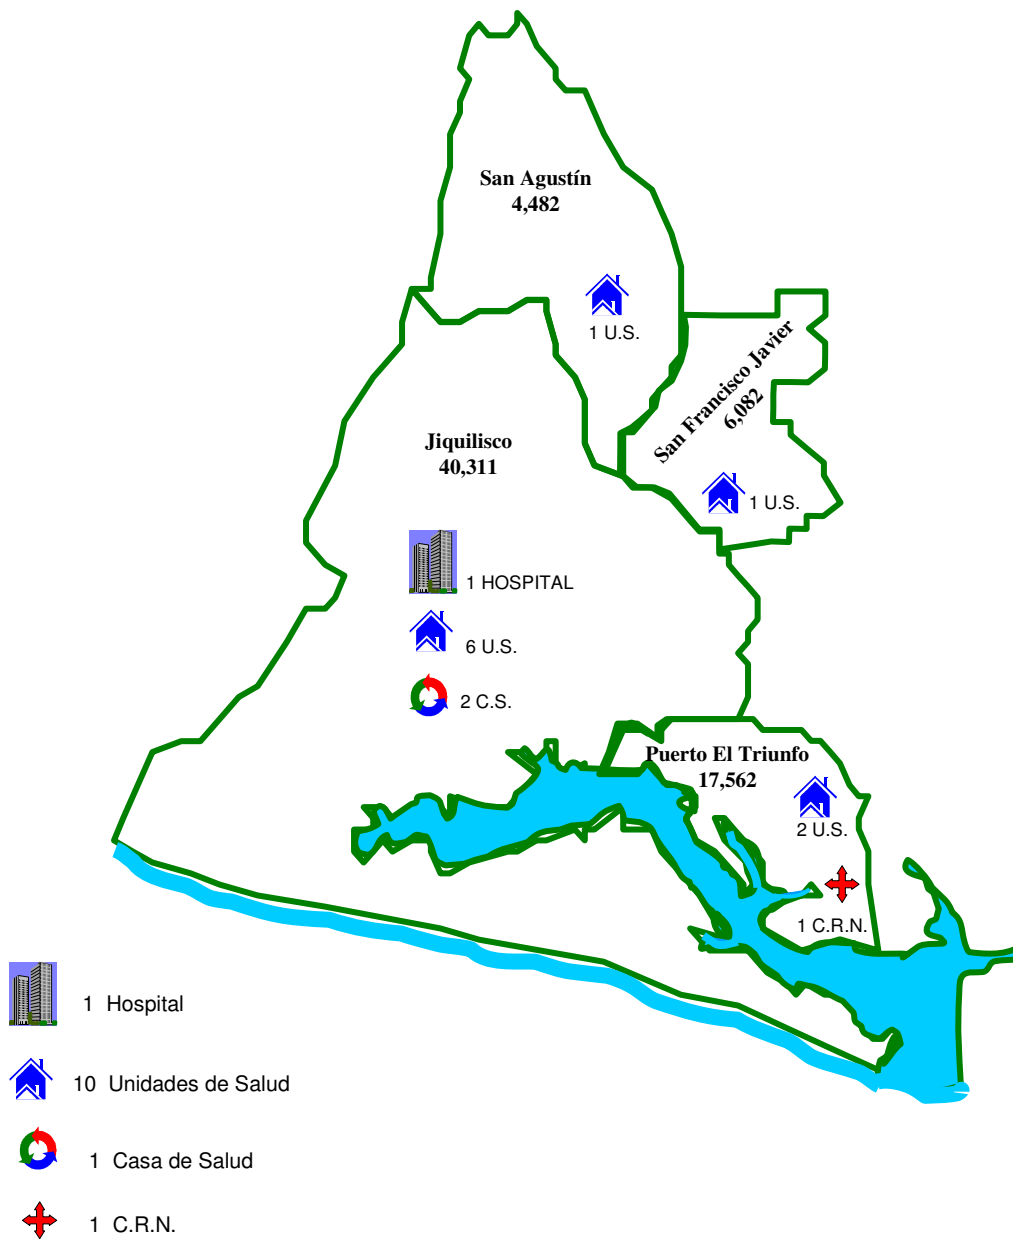 San Agustín
4,482
1 U.S.
San Francisco Javier
6,082
1 U.S.
Jiquilisco
40,311
1 HOSPITAL
6 U.S.
2 C.S.
Puerto El Triunfo
17,562
2 U.S.
1 C.R.N.
1 Hospital
10 Unidades de Salud
1 Casa de Salud
1 C.R.N.